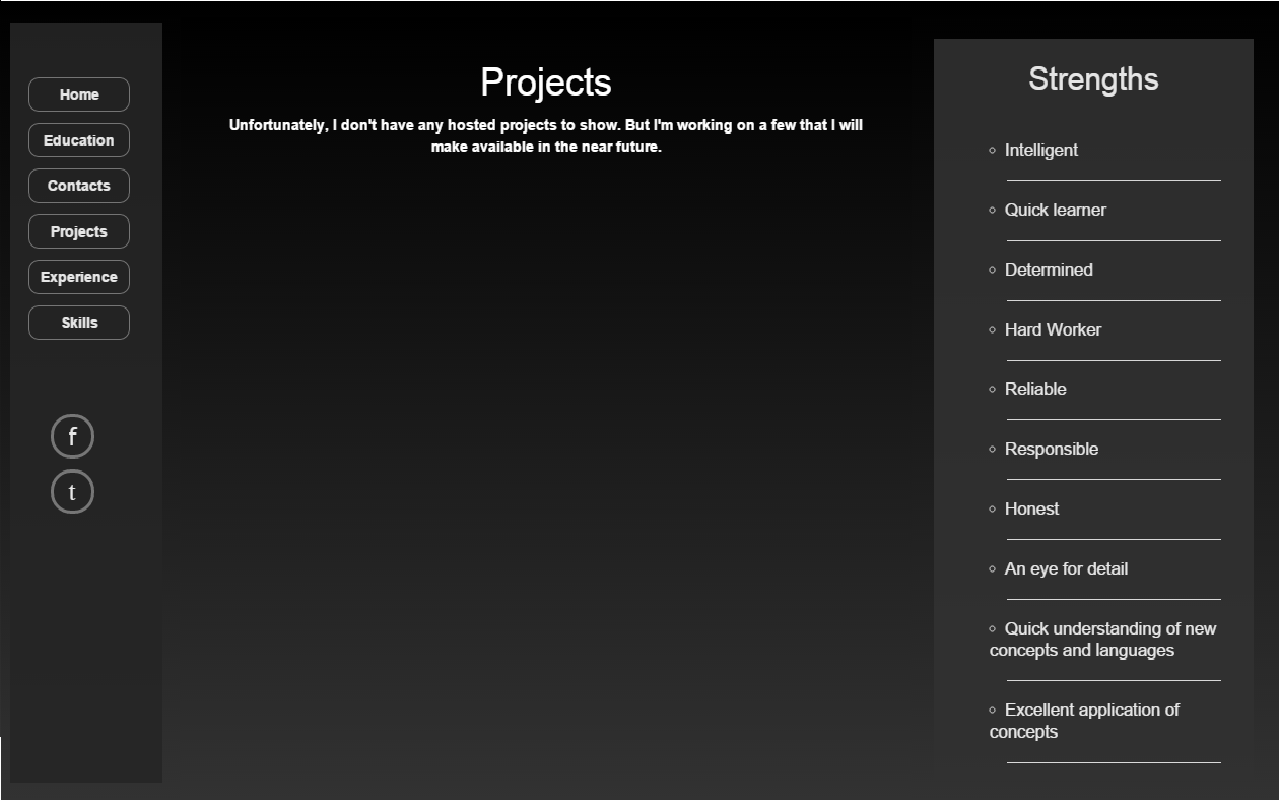 Home
Education
Contacts
Projects
Experience
Skills
f
t
Projects
Unfortunately, I don't have any hosted projects to show. But I'm working on a few that I will
make available in the near future.
Strengths
Intelligent
Quick learner
Determined
Hard Worker
Reliable
Responsible
Honest
An eye for detail
Quick understanding of new
concepts and languages
Excellent application of
concepts